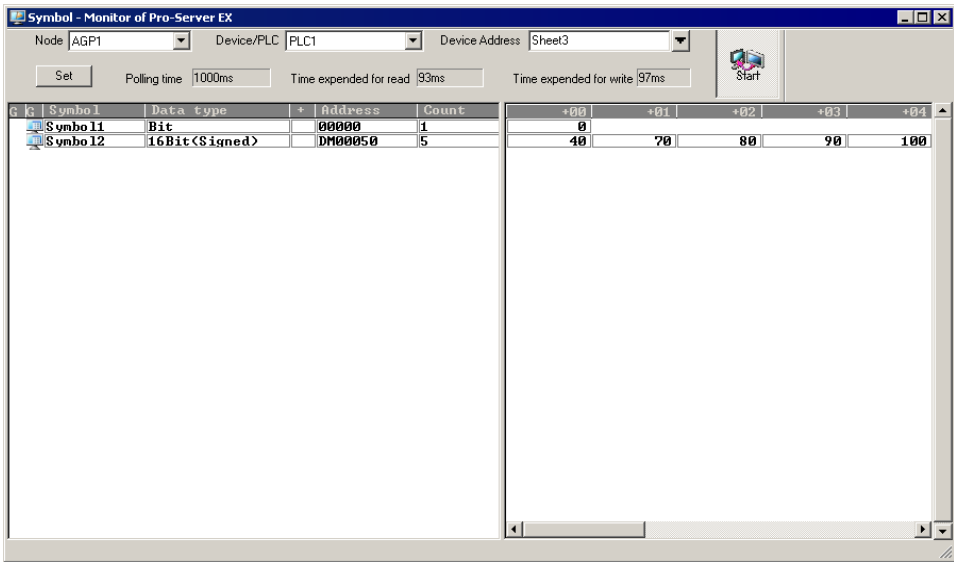 Symbol - Monitor of Pro-Server EX
Node AGP1 Device/PLC PLC1 Device Address Sheet3
Set Polling time 1000ms Time expended for read 93ms Time expended for write 97ms Start
G G Symbol Data type + Address Count +00 +01 +02 +03 +04
Symbol1 Bit 00000 1 0
Symbol2 16Bit(Signed) DM00050 5 40 70 80 90 100